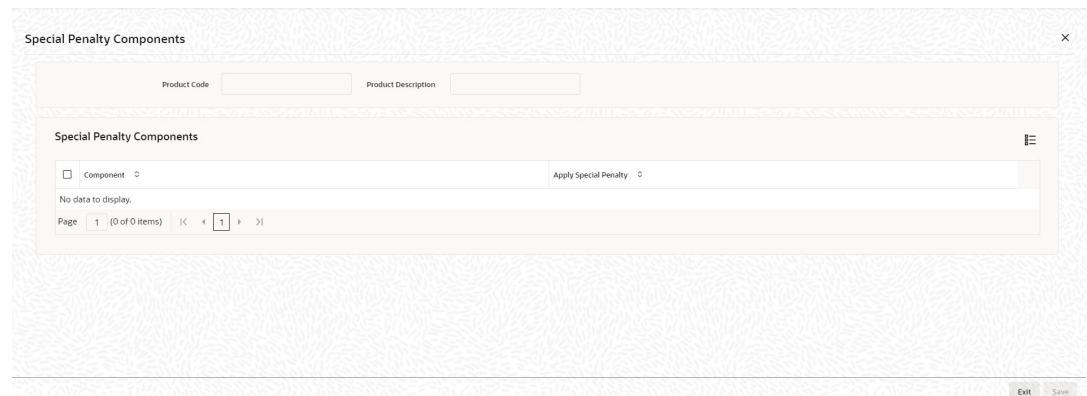 Special Penalty Components
Product Code Product Description
Special Penalty Components
Component Apply Special Penalty
No data to display.
Page 1 (0 of 0 items) 1
Exit Save